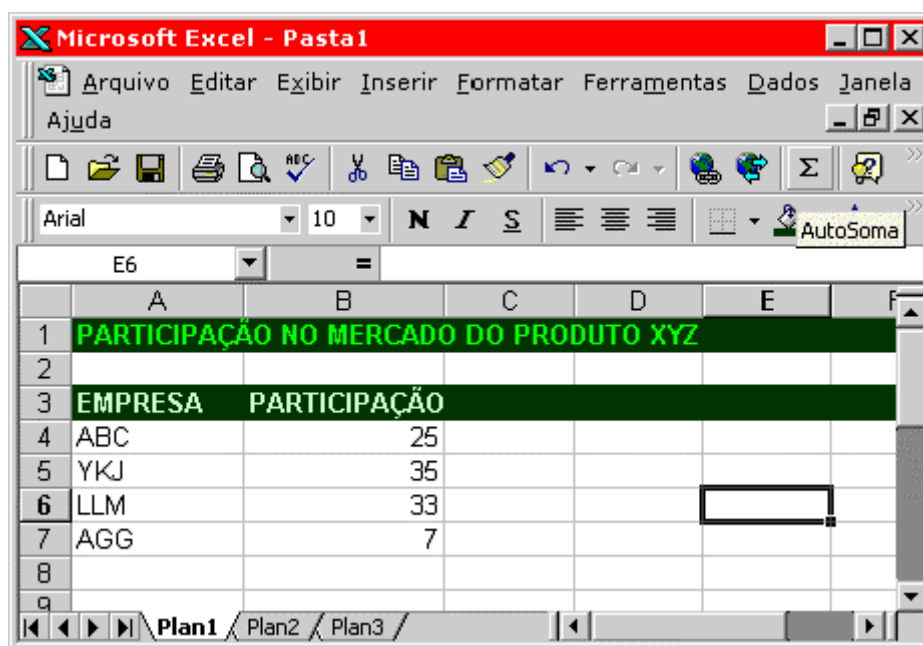 Microsoft Excel - Pasta1
Arquivo Editar Exibir Inserir Formatar Ferramentas Dados Janela
Ajuda
ABC
Σ
Arial 10 N I S
AutoSoma
E6 =
A B C D E F
1 PARTICIPAÇÃO NO MERCADO DO PRODUTO XYZ
2
3 EMPRESA PARTICIPAÇÃO
4 ABC 25
5 YKJ 35
6 LLM 33
7 AGG 7
8
9
Plan1 Plan2 Plan3